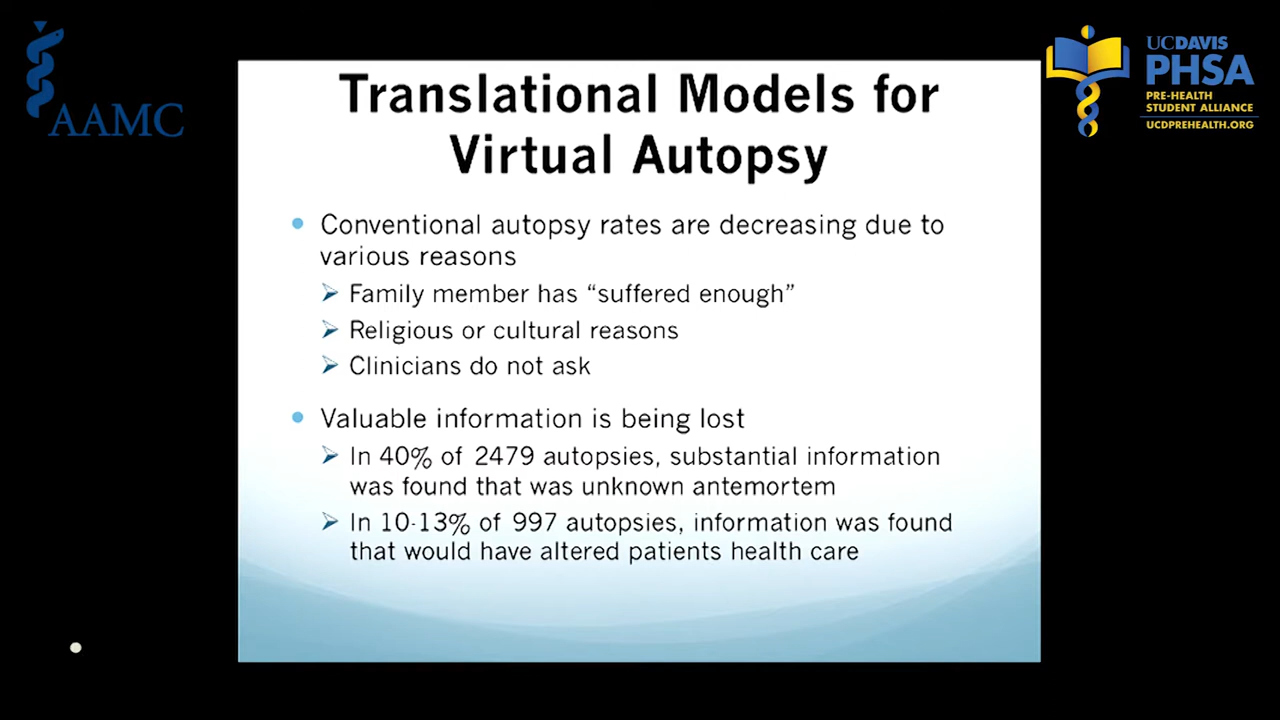 AAMC
UCDAVIS
PHSA
PRE-HEALTH
STUDENT ALLIANCE
UCDPREHEALTH.ORG
Translational Models for
Virtual Autopsy
Conventional autopsy rates are decreasing due to
various reasons
Family member has “suffered enough”
Religious or cultural reasons
Clinicians do not ask
Valuable information is being lost
In 40% of 2479 autopsies, substantial information
was found that was unknown antemortem
In 10-13% of 997 autopsies, information was found
that would have altered patients health care